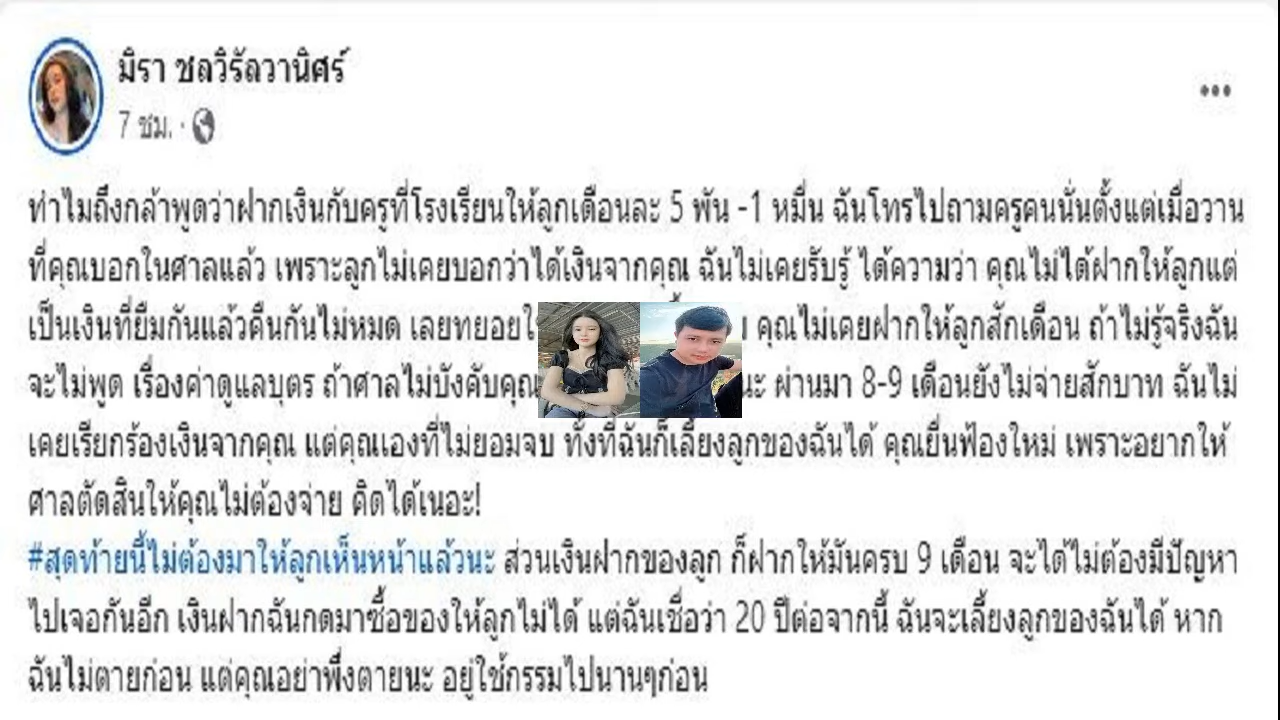 มิรา ชลวิรัลวานิศร์
7 ชม.
ทำไมถึงกล้าพูดว่าฝากเงินกับครูที่โรงเรียนให้ลูกเดือนละ 5 พัน -1 หมื่น ฉันโทรไปถามครูคนนั่นตั้งแต่เมื่อวาน
ที่คุณบอกในศาลแล้ว เพราะลูกไม่เคยบอกว่าได้เงินจากคุณ ฉันไม่เคยรับรู้ ได้ความว่า คุณไม่ได้ฝากให้ลูกแต่
เป็นเงินที่ยืมกันแล้วคืนกันไม่หมด เลยทยอย คุณไม่เคยฝากให้ลูกสักเดือน ถ้าไม่รู้จริงฉัน
จะไม่พูด เรื่องค่าดูแลบุตร ถ้าศาลไม่บังคับคุณ นะ ผ่านมา 8-9 เดือนยังไม่จ่ายสักบาท ฉันไม่
เคยเรียกร้องเงินจากคุณ แต่คุณเองที่ไม่ยอมจบ ทั้งที่ฉันก็เลี้ยงลูกของฉันได้ คุณยื่นฟ้องใหม่ เพราะอยากให้
ศาลตัดสินให้คุณไม่ต้องจ่าย คิดได้เนอะ!
#สุดท้ายนี้ไม่ต้องมาให้ลูกเห็นหน้าแล้วนะ ส่วนเงินฝากของลูก ก็ฝากให้มันครบ 9 เดือน จะได้ไม่ต้องมีปัญหา
ไปเจอกันอีก เงินฝากฉันกดมาซื้อของให้ลูกไม่ได้ แต่ฉันเชื่อว่า 20 ปีต่อจากนี้ ฉันจะเลี้ยงลูกของฉันได้ หาก
ฉันไม่ตายก่อน แต่คุณอย่าพึ่งตายนะ อยู่ใช้กรรมไปนานๆก่อน